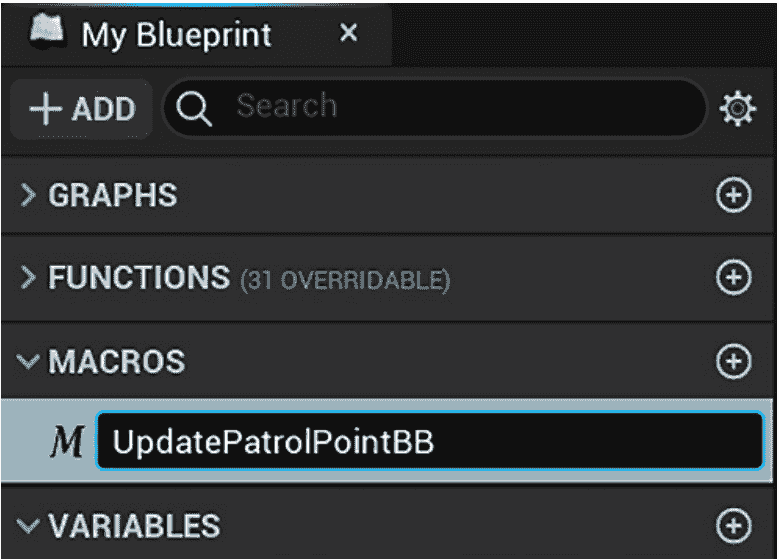 My Blueprint ×
+ ADD Search
GRAPHS
FUNCTIONS (31 OVERRIDABLE)
MACROS
M UpdatePatrolPointBB
VARIABLES